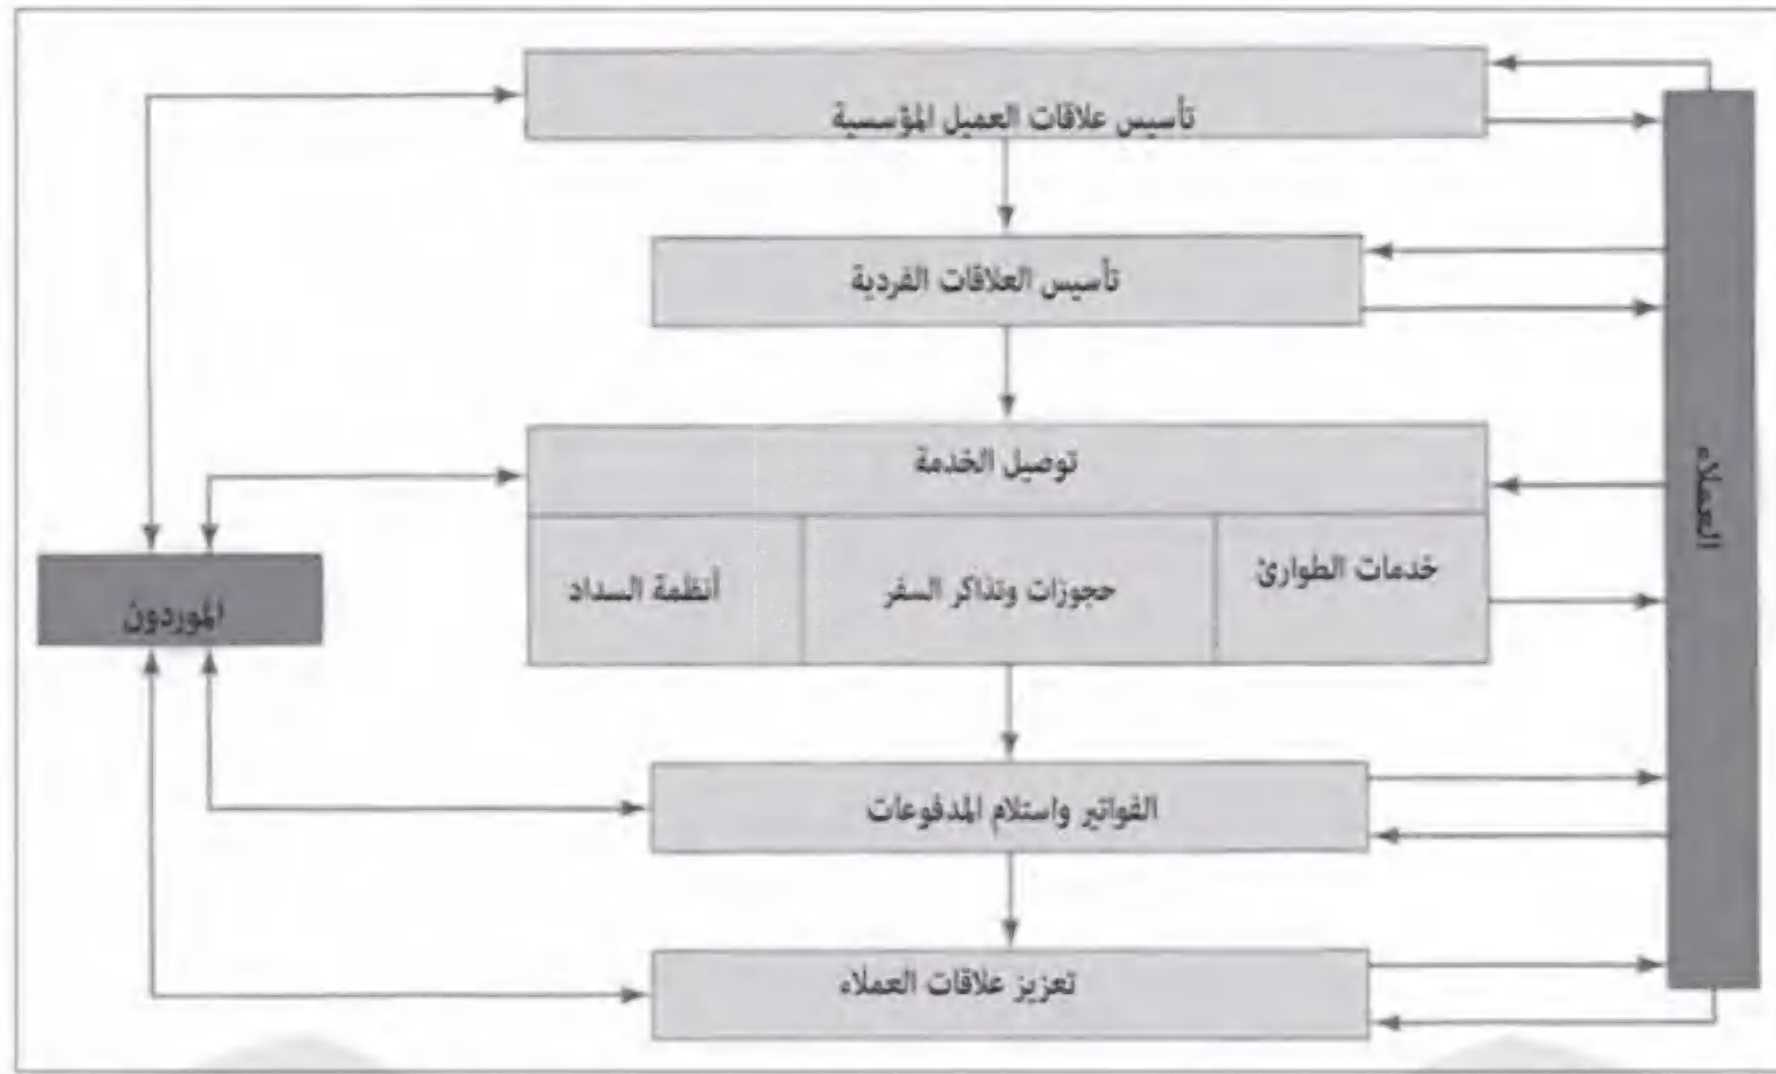 تأسيس علاقات العميل المؤسسية
تأسيس العلاقات الفردية
توصيل الخدمة
خدمات الطوارئ
حجوزات وتذاكر السفر
أنظمة السداد
العملاء
الموردون
الفواتير واستلام المدفوعات
تعزيز علاقات العملاء